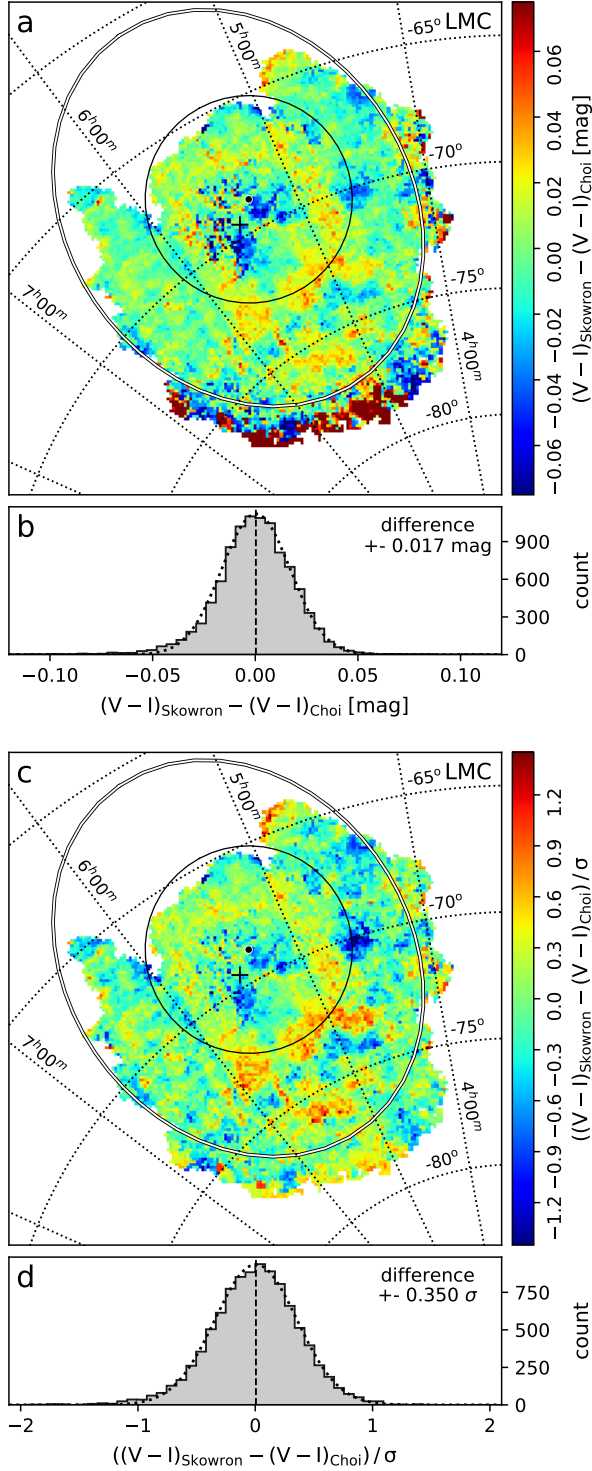 a
LMC
-65°
5ʰ00ᵐ
6ʰ00ᵐ
-70°
7ʰ00ᵐ
-75°
4ʰ00ᵐ
-80°
0.06
0.04
0.02
0.00
−0.02
−0.04
−0.06
(V − I)Skowron − (V − I)Choi [mag]
b
difference
+- 0.017 mag
900
600
300
0
count
−0.10 −0.05 0.00 0.05 0.10
(V − I)Skowron − (V − I)Choi [mag]
c
LMC
-65°
5ʰ00ᵐ
6ʰ00ᵐ
-70°
7ʰ00ᵐ
-75°
4ʰ00ᵐ
-80°
1.2
0.9
0.6
0.3
0.0
−0.3
−0.6
−0.9
−1.2
((V − I)Skowron − (V − I)Choi) / σ
d
difference
+- 0.350 σ
750
500
250
0
count
−2 −1 0 1 2
((V − I)Skowron − (V − I)Choi) / σ